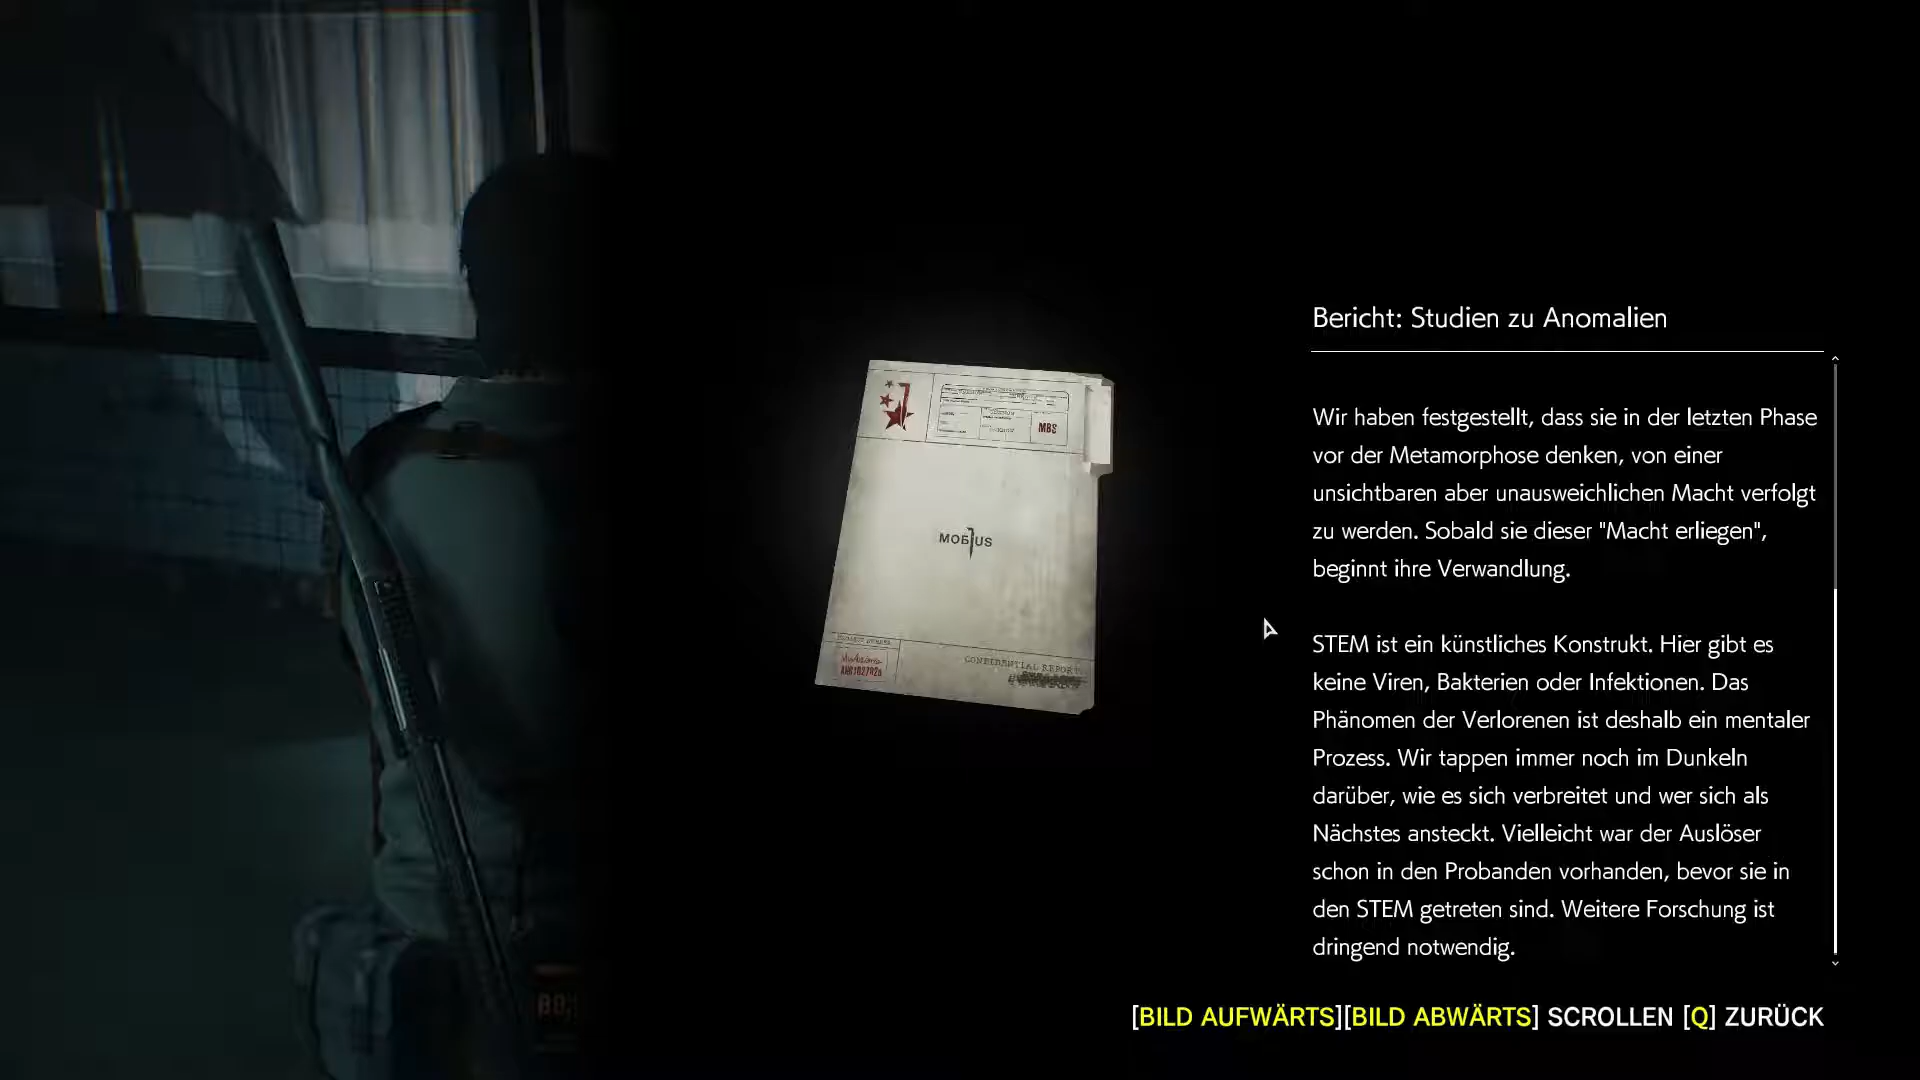 Bericht: Studien zu Anomalien
Wir haben festgestellt, dass sie in der letzten Phase
vor der Metamorphose denken, von einer
unsichtbaren aber unausweichlichen Macht verfolgt
zu werden. Sobald sie dieser "Macht erliegen",
beginnt ihre Verwandlung.
STEM ist ein künstliches Konstrukt. Hier gibt es
keine Viren, Bakterien oder Infektionen. Das
Phänomen der Verlorenen ist deshalb ein mentaler
Prozess. Wir tappen immer noch im Dunkeln
darüber, wie es sich verbreitet und wer sich als
Nächstes ansteckt. Vielleicht war der Auslöser
schon in den Probanden vorhanden, bevor sie in
den STEM getreten sind. Weitere Forschung ist
dringend notwendig.
MBS
MOBIUS
CONFIDENTIAL REPORT
[BILD AUFWÄRTS][BILD ABWÄRTS] SCROLLEN [Q] ZURÜCK